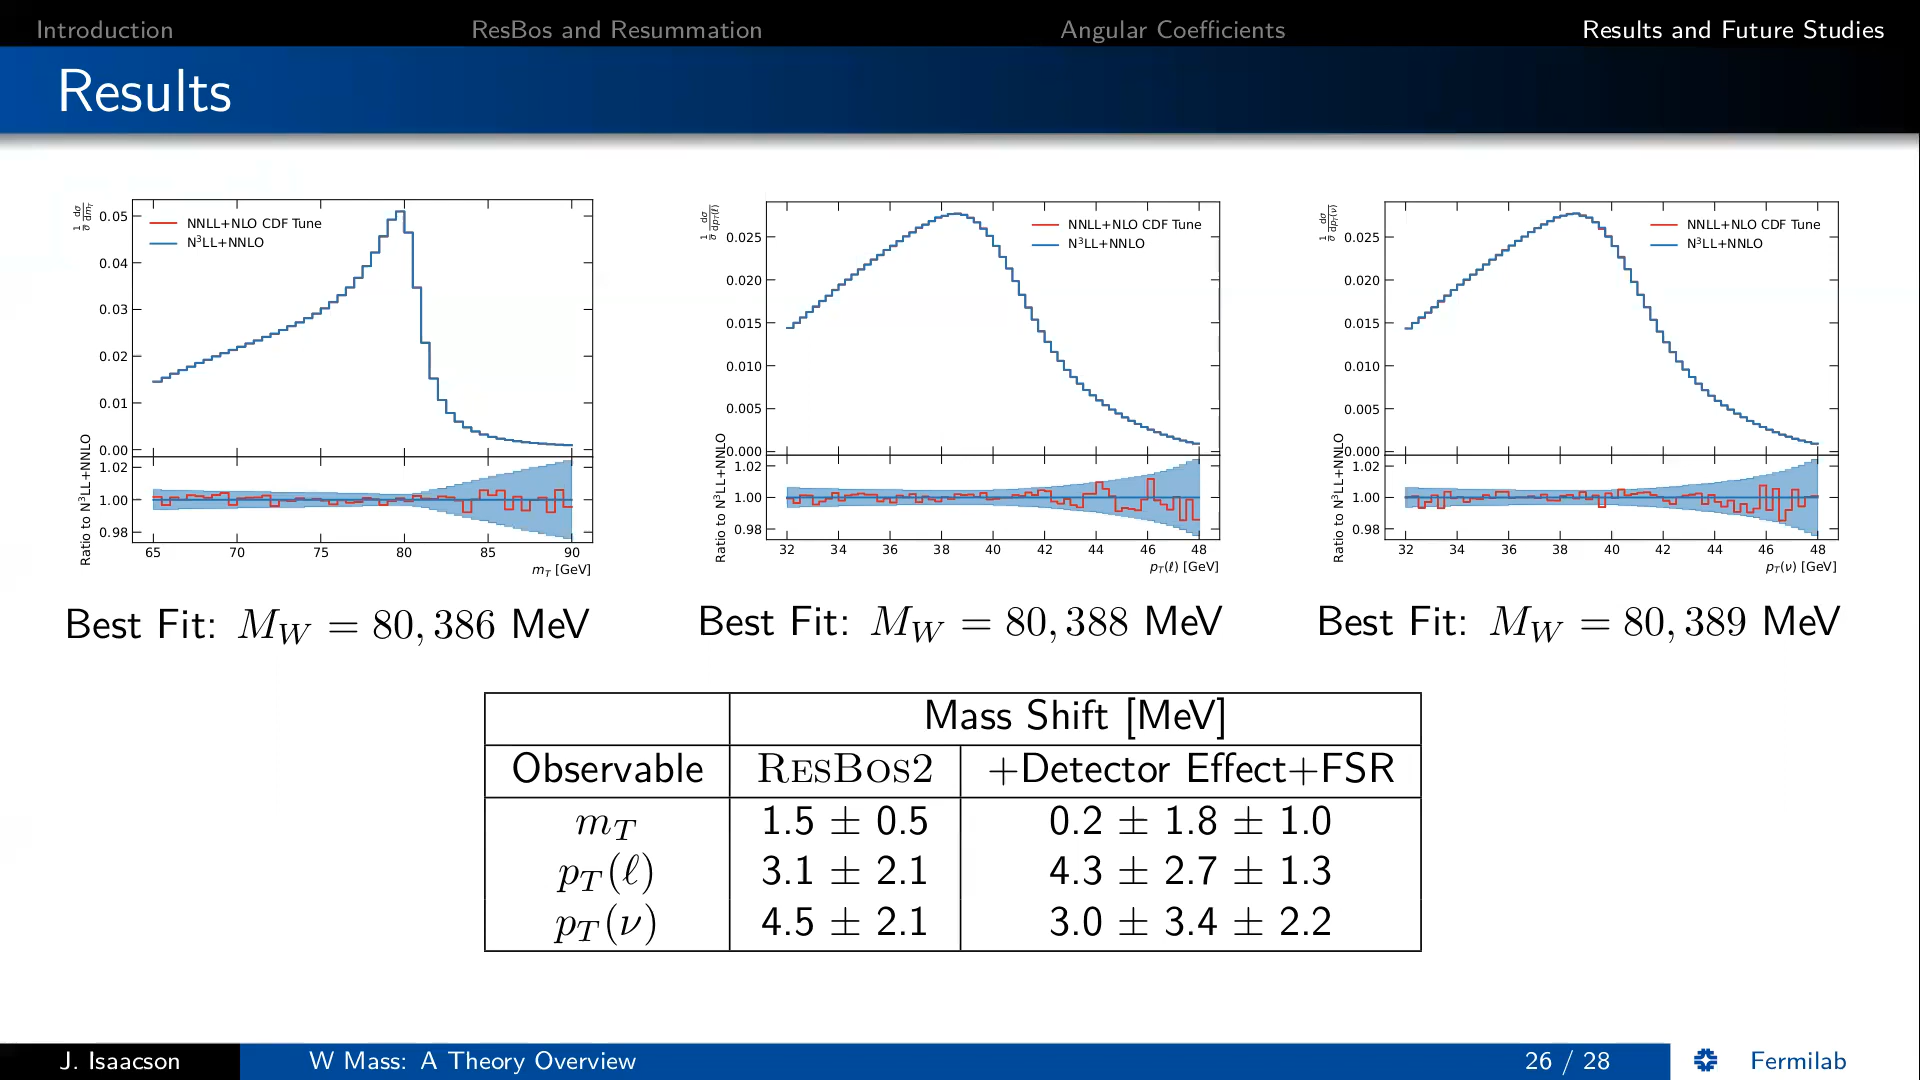 Introduction
ResBos and Resummation
Angular Coefficients
Results and Future Studies
Results
1/σ dσ/dm_T
0.05
0.04
0.03
0.02
0.01
0.00
NNLL+NLO CDF Tune
N³LL+NNLO
Ratio to N³LL+NNLO
1.02
1.00
0.98
65 70 75 80 85 90
m_T [GeV]
1/σ dσ/dp_T(ℓ)
0.025
0.020
0.015
0.010
0.005
0.000
NNLL+NLO CDF Tune
N³LL+NNLO
Ratio to N³LL+NNLO
1.02
1.00
0.98
32 34 36 38 40 42 44 46 48
p_T(ℓ) [GeV]
1/σ dσ/dp_T(ν)
0.025
0.020
0.015
0.010
0.005
0.000
NNLL+NLO CDF Tune
N³LL+NNLO
Ratio to N³LL+NNLO
1.02
1.00
0.98
32 34 36 38 40 42 44 46 48
p_T(ν) [GeV]
Best Fit: M_W = 80,386 MeV
Best Fit: M_W = 80,388 MeV
Best Fit: M_W = 80,389 MeV
Mass Shift [MeV]
Observable ResBos2 +Detector Effect+FSR
m_T 1.5 ± 0.5 0.2 ± 1.8 ± 1.0
p_T(ℓ) 3.1 ± 2.1 4.3 ± 2.7 ± 1.3
p_T(ν) 4.5 ± 2.1 3.0 ± 3.4 ± 2.2
J. Isaacson
W Mass: A Theory Overview
26 / 28
Fermilab